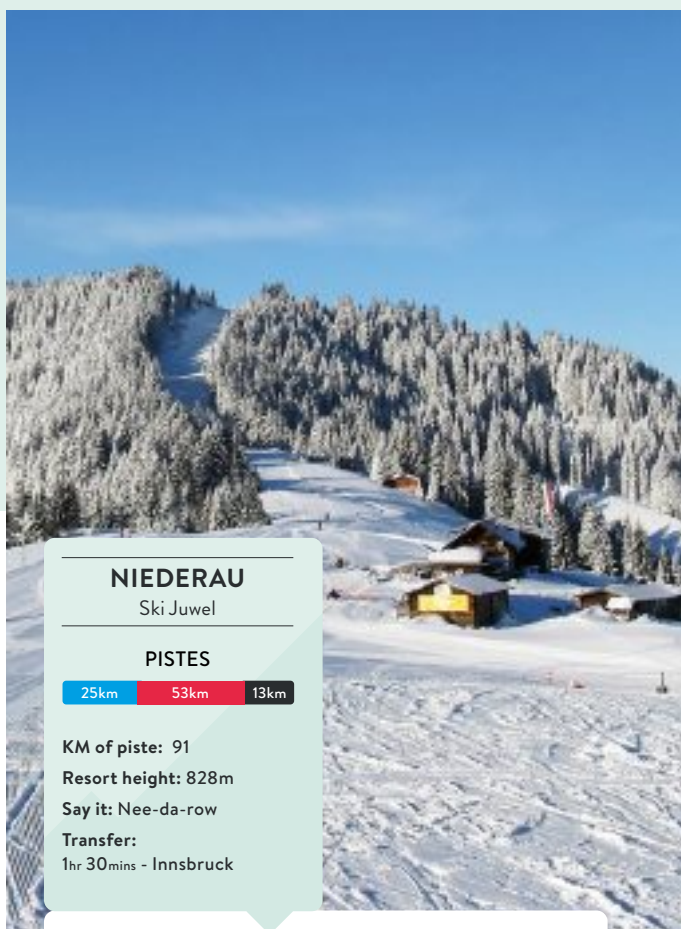 NIEDERAU
Ski Juwel
PISTES
25km 53km 13km
KM of piste: 91
Resort height: 828m
Say it: Nee-da-row
Transfer:
1hr 30mins - Innsbruck